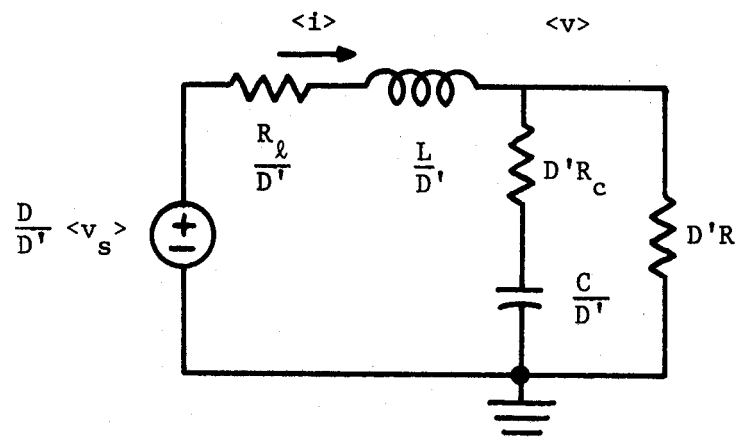 <i>
<v>
R_ℓ/D'
L/D'
D'R_c
D/D' <v_s>
+
−
D'R
C/D'